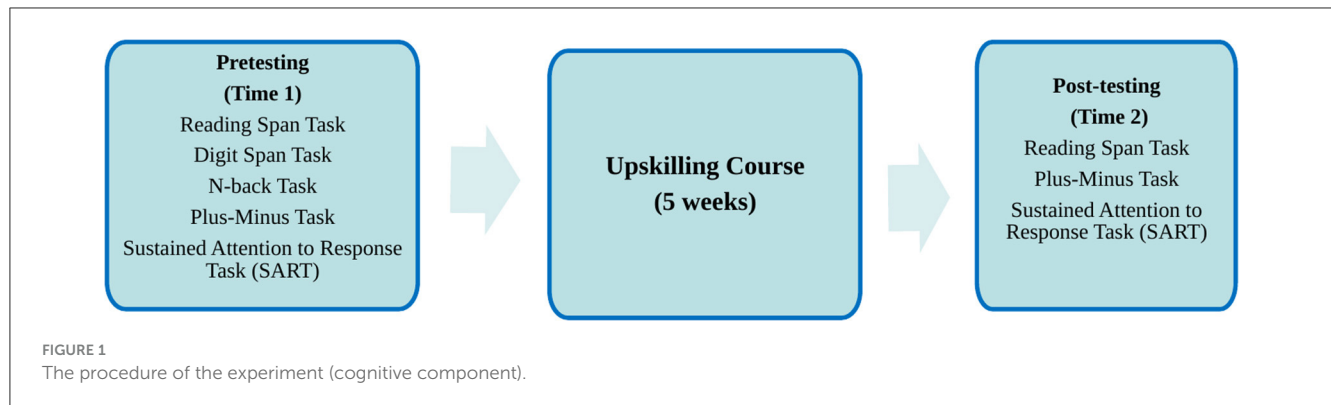 Pretesting
(Time 1)
Reading Span Task
Digit Span Task
N-back Task
Plus-Minus Task
Sustained Attention to Response
Task (SART)
Upskilling Course
(5 weeks)
Post-testing
(Time 2)
Reading Span Task
Plus-Minus Task
Sustained Attention to
Response Task (SART)
FIGURE 1
The procedure of the experiment (cognitive component).